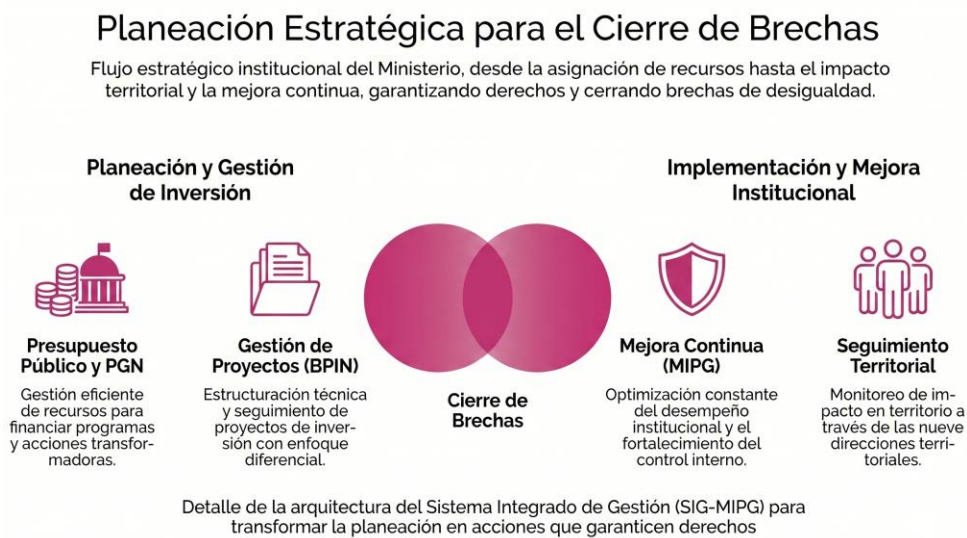 Planeación Estratégica para el Cierre de Brechas
Flujo estratégico institucional del Ministerio, desde la asignación de recursos hasta el impacto
territorial y la mejora continua, garantizando derechos y cerrando brechas de desigualdad.
Planeación y Gestión
de Inversión
Presupuesto
Público y PGN
Gestión eficiente
de recursos para
financiar programas
y acciones transfor-
madoras.
Gestión de
Proyectos (BPIN)
Estructuración técnica
y seguimiento de
proyectos de inver-
sión con enfoque
diferencial.
Cierre de
Brechas
Implementación y Mejora
Institucional
Mejora Continua
(MIPG)
Optimización constante
del desempeño
institucional y el
fortalecimiento del
control interno.
Seguimiento
Territorial
Monitoreo de im-
pacto en territorio a
través de las nueve
direcciones terri-
toriales.
Detalle de la arquitectura del Sistema Integrado de Gestión (SIG-MIPG) para
transformar la planeación en acciones que garanticen derechos